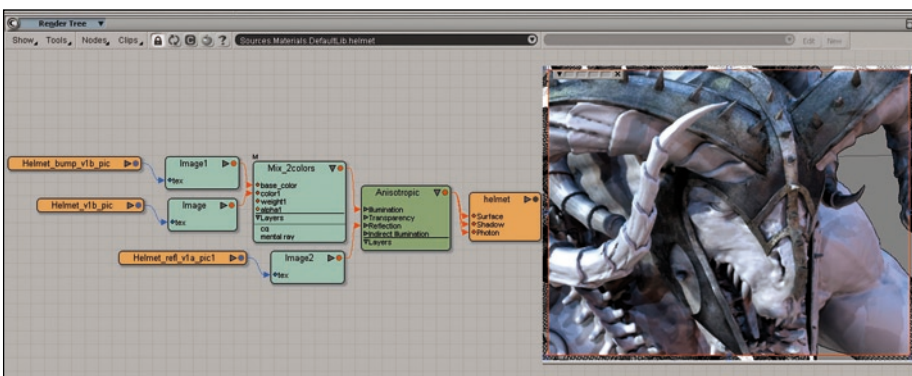 Render Tree
Show Tools Nodes Clips ? Sources Materials DefaultLib helmet Edit New
Helmet_bump_v1b_pic
Image1
tex
Helmet_v1b_pic
Image
tex
Helmet_refl_v1a_pic1
Image2
tex
M
Mix_2colors
base_color
color1
weight1
alpha1
Layers
cq
mental ray
Anisotropic
Illumination
Transparency
Reflection
Indirect Illumination
Layers
helmet
Surface
Shadow
Photon